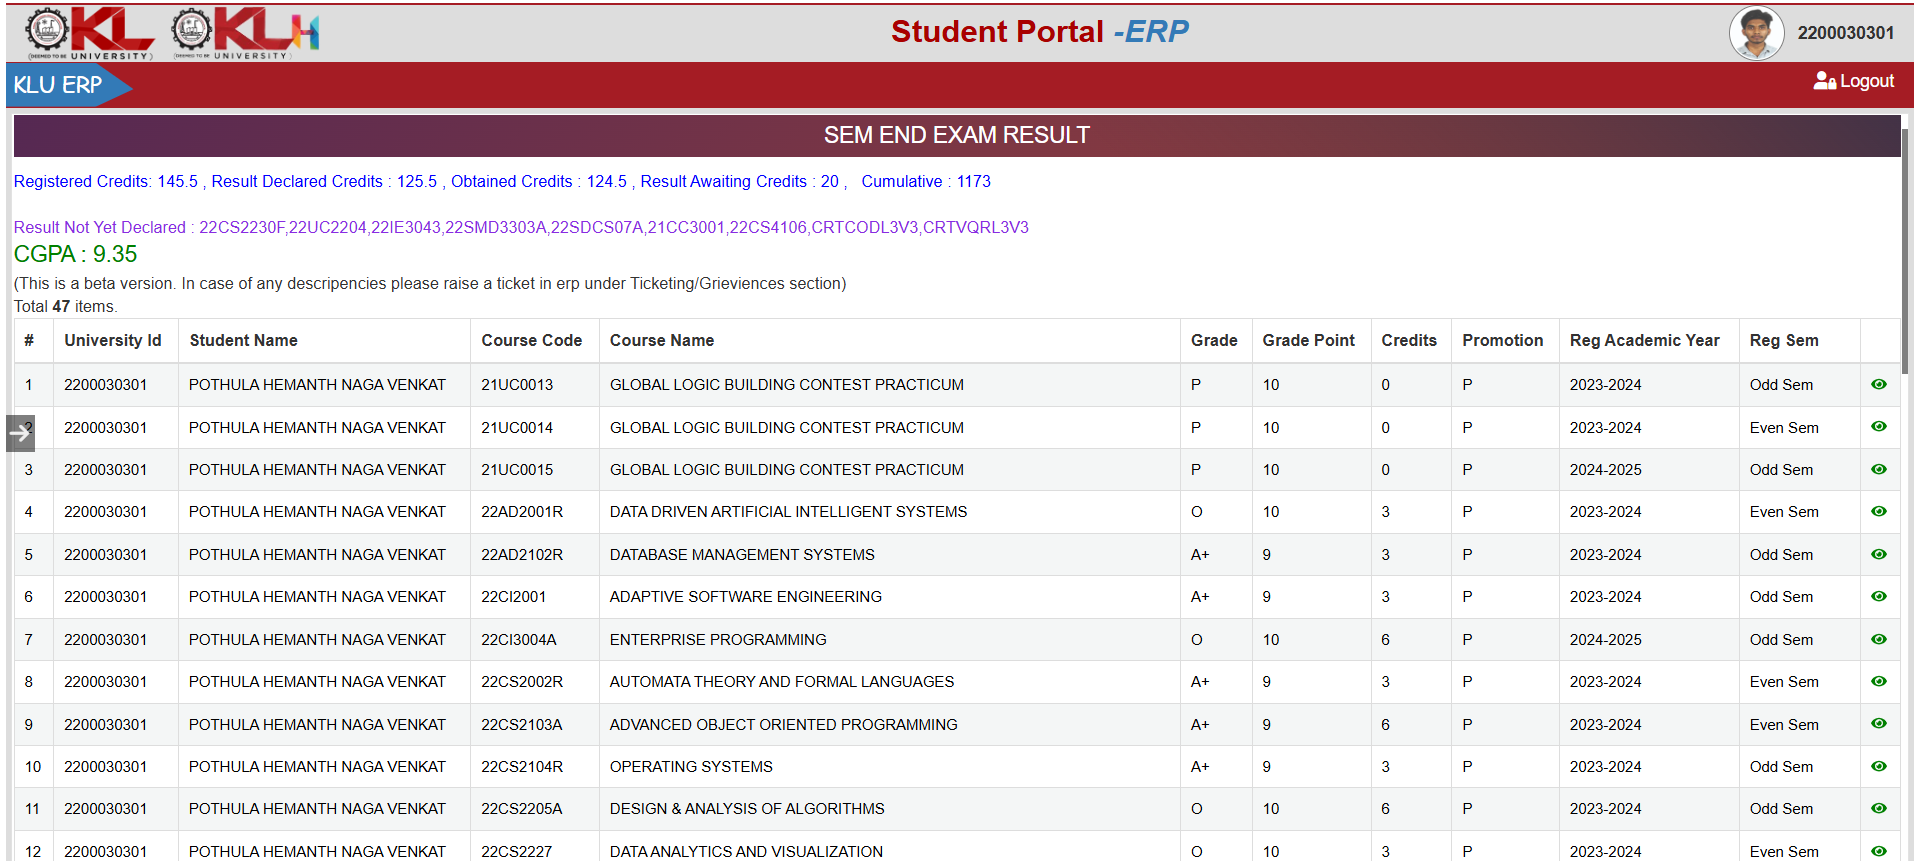 KL KLH
(DEEMED TO BE UNIVERSITY) (DEEMED TO BE UNIVERSITY)
Student Portal -ERP
2200030301
KLU ERP
Logout
SEM END EXAM RESULT
Registered Credits: 145.5 , Result Declared Credits : 125.5 , Obtained Credits : 124.5 , Result Awaiting Credits : 20 , Cumulative : 1173
Result Not Yet Declared : 22CS2230F,22UC2204,22IE3043,22SMD3303A,22SDCS07A,21CC3001,22CS4106,CRTCODL3V3,CRTVQRL3V3
CGPA : 9.35
(This is a beta version. In case of any descripencies please raise a ticket in erp under Ticketing/Grieviences section)
Total 47 items.
# University Id Student Name Course Code Course Name Grade Grade Point Credits Promotion Reg Academic Year Reg Sem
1 2200030301 POTHULA HEMANTH NAGA VENKAT 21UC0013 GLOBAL LOGIC BUILDING CONTEST PRACTICUM P 10 0 P 2023-2024 Odd Sem
2 2200030301 POTHULA HEMANTH NAGA VENKAT 21UC0014 GLOBAL LOGIC BUILDING CONTEST PRACTICUM P 10 0 P 2023-2024 Even Sem
3 2200030301 POTHULA HEMANTH NAGA VENKAT 21UC0015 GLOBAL LOGIC BUILDING CONTEST PRACTICUM P 10 0 P 2024-2025 Odd Sem
4 2200030301 POTHULA HEMANTH NAGA VENKAT 22AD2001R DATA DRIVEN ARTIFICIAL INTELLIGENT SYSTEMS O 10 3 P 2023-2024 Even Sem
5 2200030301 POTHULA HEMANTH NAGA VENKAT 22AD2102R DATABASE MANAGEMENT SYSTEMS A+ 9 3 P 2023-2024 Odd Sem
6 2200030301 POTHULA HEMANTH NAGA VENKAT 22CI2001 ADAPTIVE SOFTWARE ENGINEERING A+ 9 3 P 2023-2024 Odd Sem
7 2200030301 POTHULA HEMANTH NAGA VENKAT 22CI3004A ENTERPRISE PROGRAMMING O 10 6 P 2024-2025 Odd Sem
8 2200030301 POTHULA HEMANTH NAGA VENKAT 22CS2002R AUTOMATA THEORY AND FORMAL LANGUAGES A+ 9 3 P 2023-2024 Even Sem
9 2200030301 POTHULA HEMANTH NAGA VENKAT 22CS2103A ADVANCED OBJECT ORIENTED PROGRAMMING A+ 9 6 P 2023-2024 Even Sem
10 2200030301 POTHULA HEMANTH NAGA VENKAT 22CS2104R OPERATING SYSTEMS A+ 9 3 P 2023-2024 Odd Sem
11 2200030301 POTHULA HEMANTH NAGA VENKAT 22CS2205A DESIGN & ANALYSIS OF ALGORITHMS O 10 6 P 2023-2024 Odd Sem
12 2200030301 POTHULA HEMANTH NAGA VENKAT 22CS2227 DATA ANALYTICS AND VISUALIZATION O 10 3 P 2023-2024 Even Sem